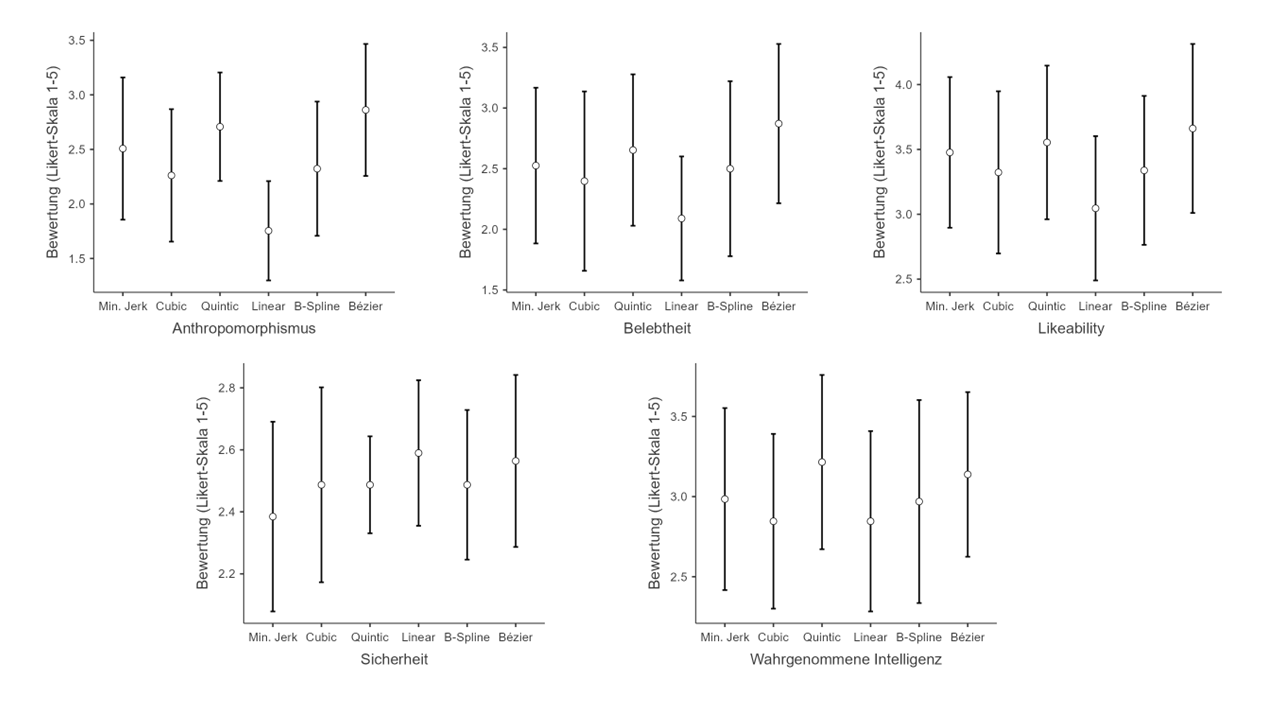 Bewertung (Likert-Skala 1-5)
3.5
3.0
2.5
2.0
1.5
Min. Jerk Cubic Quintic Linear B-Spline Bézier
Anthropomorphismus
Bewertung (Likert-Skala 1-5)
3.5
3.0
2.5
2.0
1.5
Min. Jerk Cubic Quintic Linear B-Spline Bézier
Belebtheit
Bewertung (Likert-Skala 1-5)
4.0
3.5
3.0
2.5
Min. Jerk Cubic Quintic Linear B-Spline Bézier
Likeability
Bewertung (Likert-Skala 1-5)
2.8
2.6
2.4
2.2
Min. Jerk Cubic Quintic Linear B-Spline Bézier
Sicherheit
Bewertung (Likert-Skala 1-5)
3.5
3.0
2.5
Min. Jerk Cubic Quintic Linear B-Spline Bézier
Wahrgenommene Intelligenz